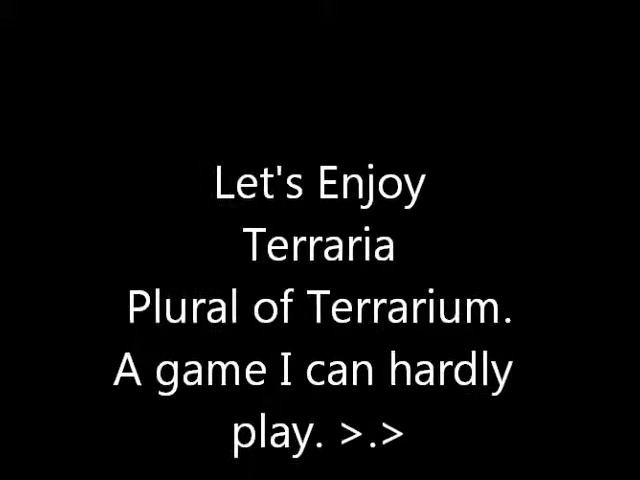 Let's Enjoy
Terraria
Plural of Terrarium.
A game I can hardly
play. >.>